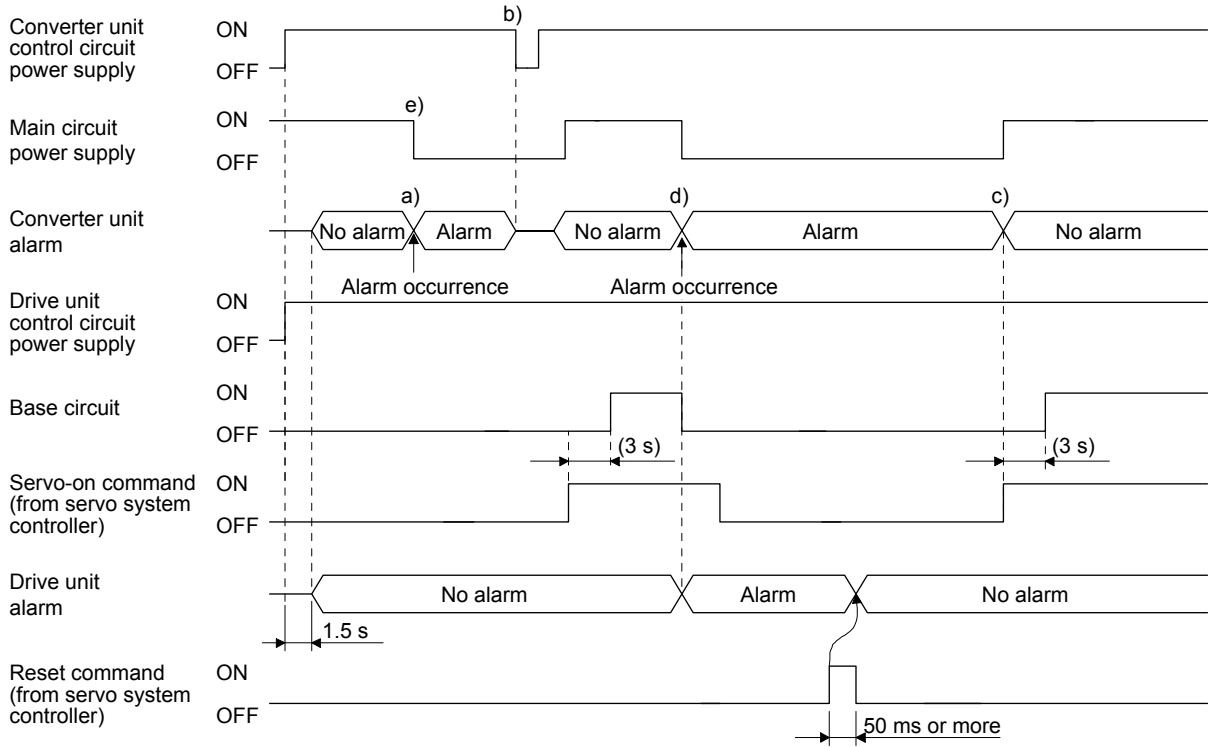 b)
Converter unit
control circuit
power supply
ON
OFF
e)
Main circuit
power supply
ON
OFF
a)
d)
c)
Converter unit
alarm
No alarm
Alarm
No alarm
Alarm
No alarm
Alarm occurrence
Alarm occurrence
Drive unit
control circuit
power supply
ON
OFF
Base circuit
ON
OFF
(3 s)
(3 s)
Servo-on command
(from servo system
controller)
ON
OFF
Drive unit
alarm
No alarm
Alarm
No alarm
1.5 s
Reset command
(from servo system
controller)
ON
OFF
50 ms or more